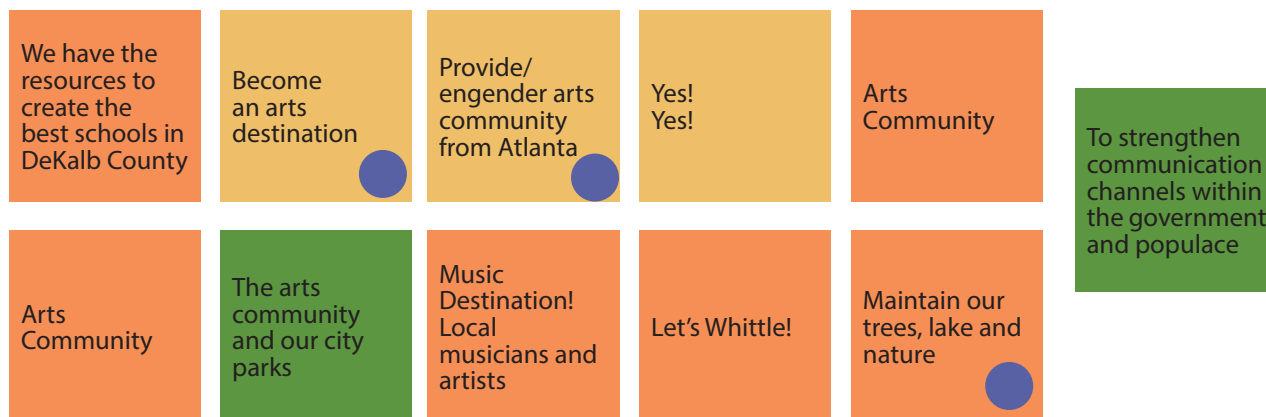 We have the
resources to
create the
best schools in
DeKalb County
Become
an arts
destination
Provide/
engender arts
community
from Atlanta
Yes!
Yes!
Arts
Community
To strengthen
communication
channels within
the government
and populace
Arts
Community
The arts
community
and our city
parks
Music
Destination!
Local
musicians and
artists
Let's Whittle!
Maintain our
trees, lake and
nature